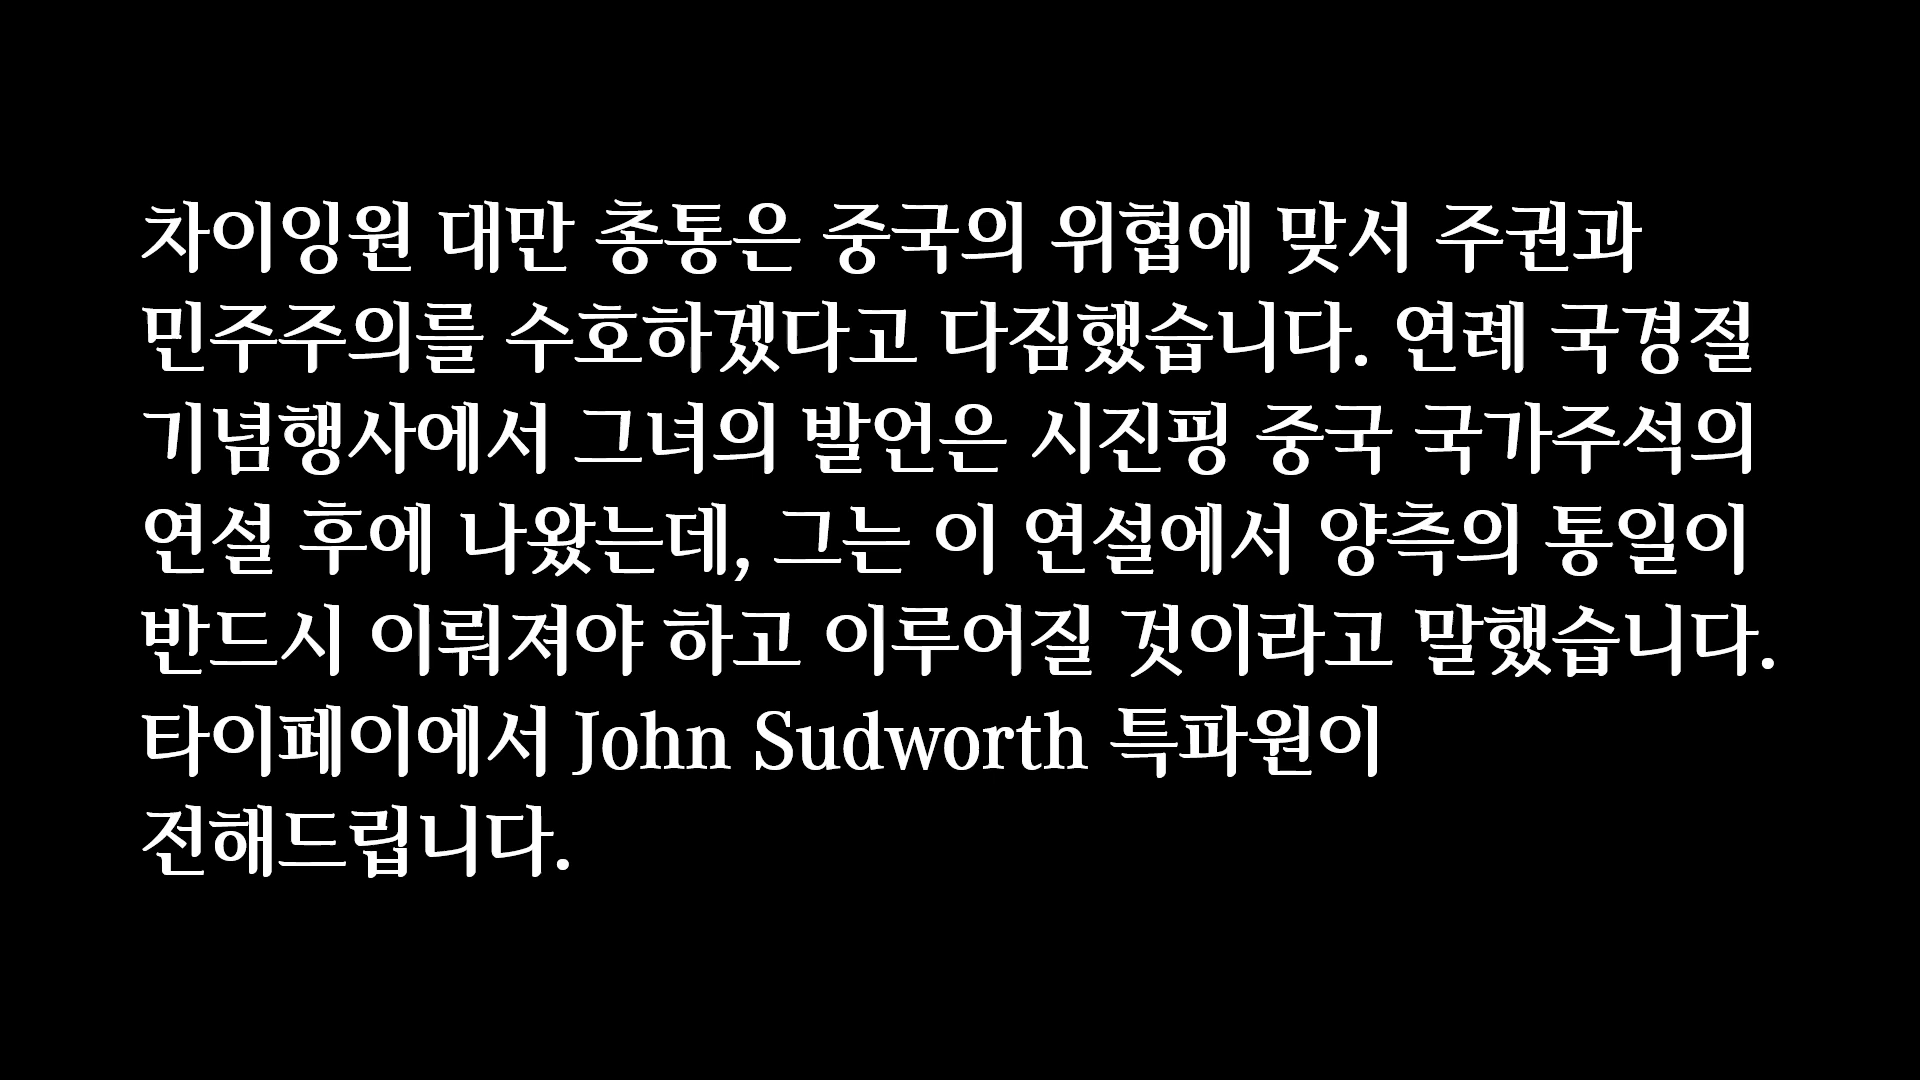 차이잉원 대만 총통은 중국의 위협에 맞서 주권과
민주주의를 수호하겠다고 다짐했습니다. 연례 국경절
기념행사에서 그녀의 발언은 시진핑 중국 국가주석의
연설 후에 나왔는데, 그는 이 연설에서 양측의 통일이
반드시 이뤄져야 하고 이루어질 것이라고 말했습니다.
타이페이에서 John Sudworth 특파원이
전해드립니다.